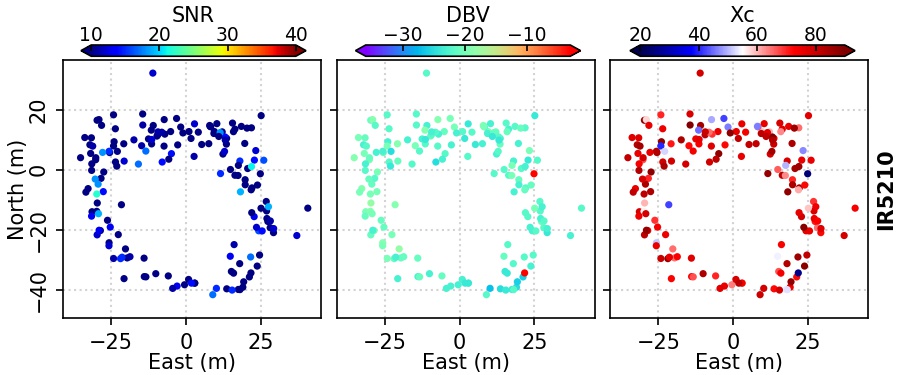 SNR DBV Xc
10 20 30 40 −30 −20 −10 20 40 60 80
20
0
−20
−40
North (m)
−25 0 25 −25 0 25 −25 0 25
East (m) East (m) East (m)
IR5210